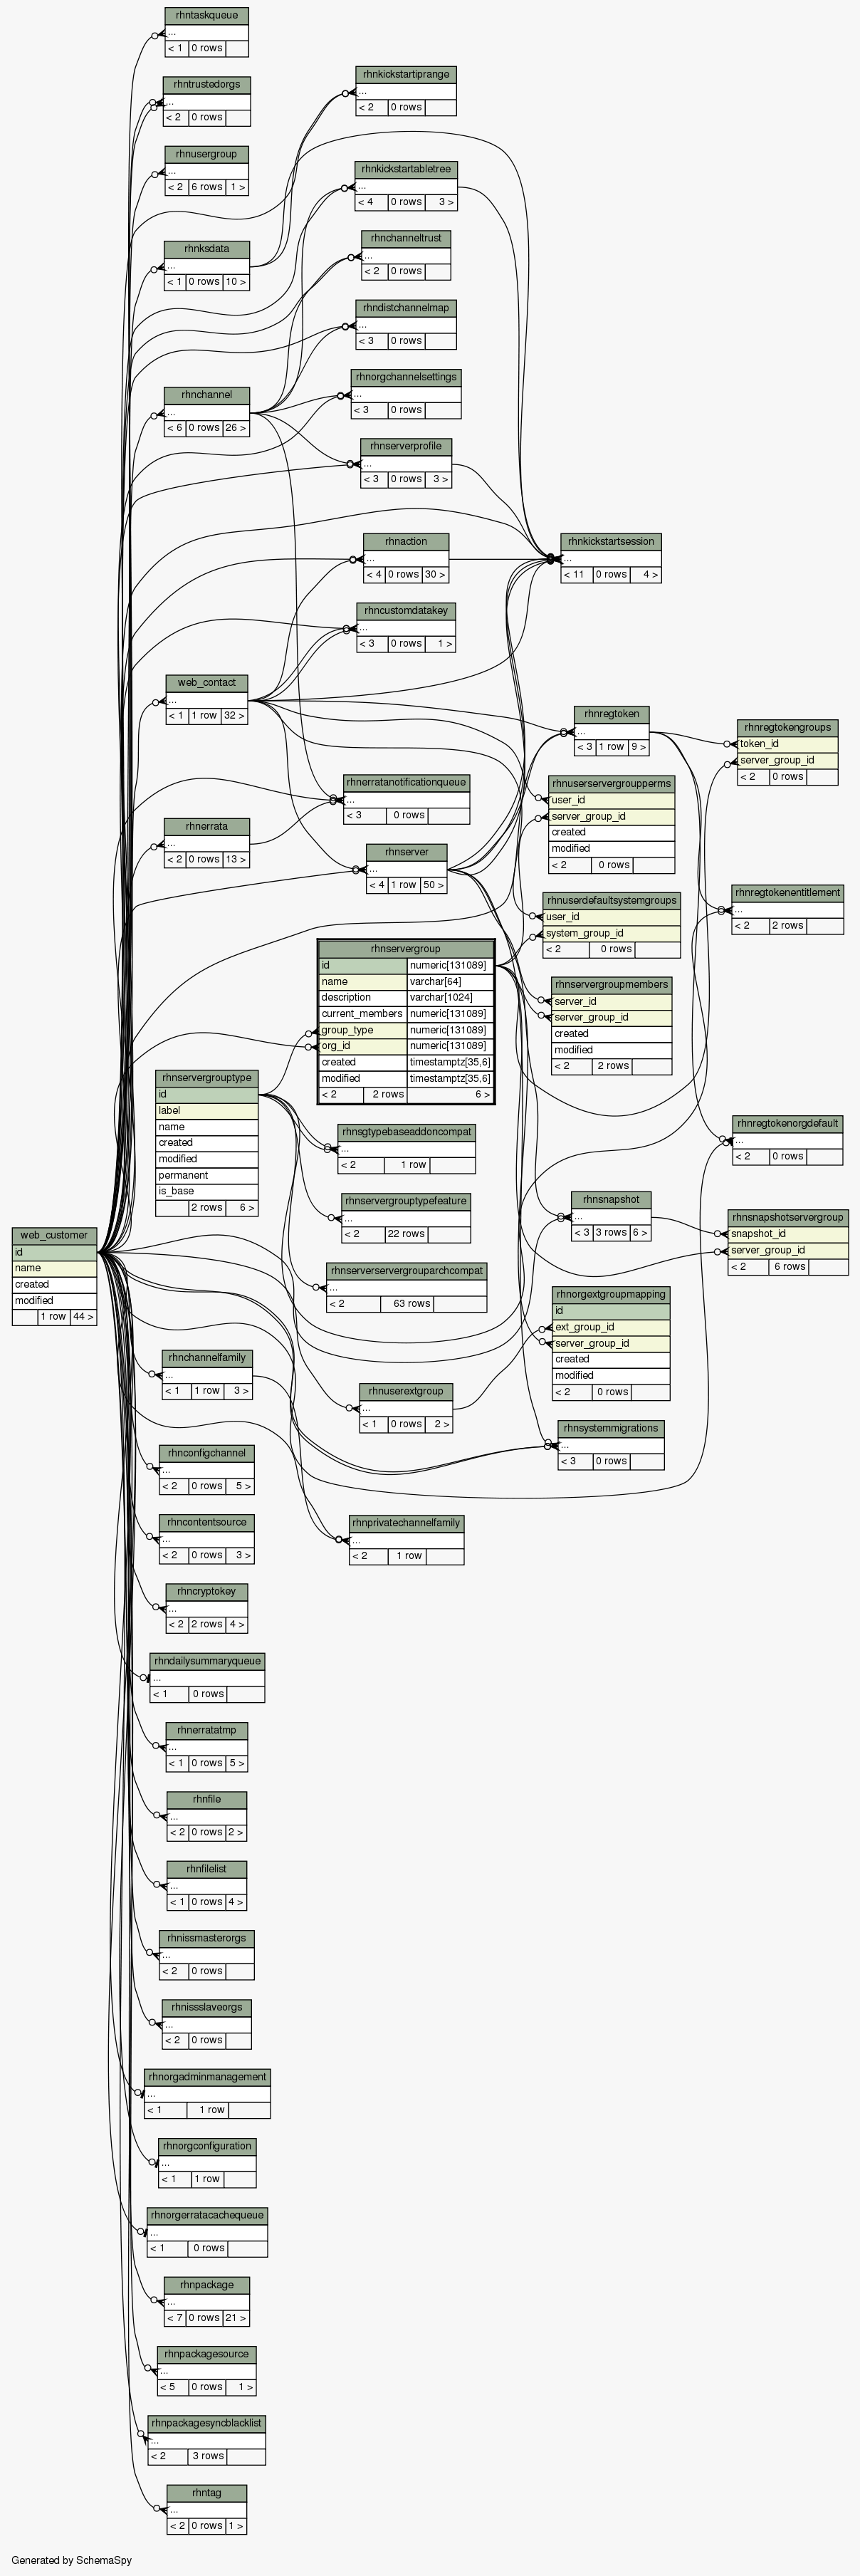 rhntaskqueue
...
< 1 0 rows
rhntrustedorgs
...
< 2 0 rows
rhnusergroup
...
< 2 6 rows 1 >
rhnksdata
...
< 1 0 rows 10 >
rhnchannel
...
< 6 0 rows 26 >
web_contact
...
< 1 1 row 32 >
rhnerrata
...
< 2 0 rows 13 >
rhnservergrouptype
id
label
name
created
modified
permanent
is_base
2 rows 6 >
web_customer
id
name
created
modified
1 row 44 >
rhnchannelfamily
...
< 1 1 row 3 >
rhnconfigchannel
...
< 2 0 rows 5 >
rhncontentsource
...
< 2 0 rows 3 >
rhncryptokey
...
< 2 2 rows 4 >
rhndailysummaryqueue
...
< 1 0 rows
rhnerratatmp
...
< 1 0 rows 5 >
rhnfile
...
< 2 0 rows 2 >
rhnfilelist
...
< 1 0 rows 4 >
rhnissmasterorgs
...
< 2 0 rows
rhnissslaveorgs
...
< 2 0 rows
rhnorgadminmanagement
...
< 1 1 row
rhnorgconfiguration
...
< 1 1 row
rhnorgerratacachequeue
...
< 1 0 rows
rhnpackage
...
< 7 0 rows 21 >
rhnpackagesource
...
< 5 0 rows 1 >
rhnpackagesyncblacklist
...
< 2 3 rows
rhntag
...
< 2 0 rows 1 >
rhnkickstartiprange
...
< 2 0 rows
rhnkickstartabletree
...
< 4 0 rows 3 >
rhnchanneltrust
...
< 2 0 rows
rhndistchannelmap
...
< 3 0 rows
rhnorgchannelsettings
...
< 3 0 rows
rhnserverprofile
...
< 3 0 rows 3 >
rhnaction
...
< 4 0 rows 30 >
rhncustomdatakey
...
< 3 0 rows 1 >
rhnerratanotificationqueue
...
< 3 0 rows
rhnserver
...
< 4 1 row 50 >
rhnservergroup
id numeric[131089]
name varchar[64]
description varchar[1024]
current_members numeric[131089]
group_type numeric[131089]
org_id numeric[131089]
created timestamptz[35,6]
modified timestamptz[35,6]
< 2 2 rows 6 >
rhnsgtypebaseaddoncompat
...
< 2 1 row
rhnservergrouptypefeature
...
< 2 22 rows
rhnserverservergrouparchcompat
...
< 2 63 rows
rhnuserextgroup
...
< 1 0 rows 2 >
rhnprivatechannelfamily
...
< 2 1 row
rhnkickstartsession
...
< 11 0 rows 4 >
rhnregtoken
...
< 3 1 row 9 >
rhnuserservergroupperms
user_id
server_group_id
created
modified
< 2 0 rows
rhnuserdefaultsystemgroups
user_id
system_group_id
< 2 0 rows
rhnservergroupmembers
server_id
server_group_id
created
modified
< 2 2 rows
rhnsnapshot
...
< 3 3 rows 6 >
rhnorgextgroupmapping
id
ext_group_id
server_group_id
created
modified
< 2 0 rows
rhnsystemmigrations
...
< 3 0 rows
rhnregtokengroups
token_id
server_group_id
< 2 0 rows
rhnregtokenentitlement
...
< 2 2 rows
rhnregtokenorgdefault
...
< 2 0 rows
rhnsnapshotservergroup
snapshot_id
server_group_id
< 2 6 rows
Generated by SchemaSpy